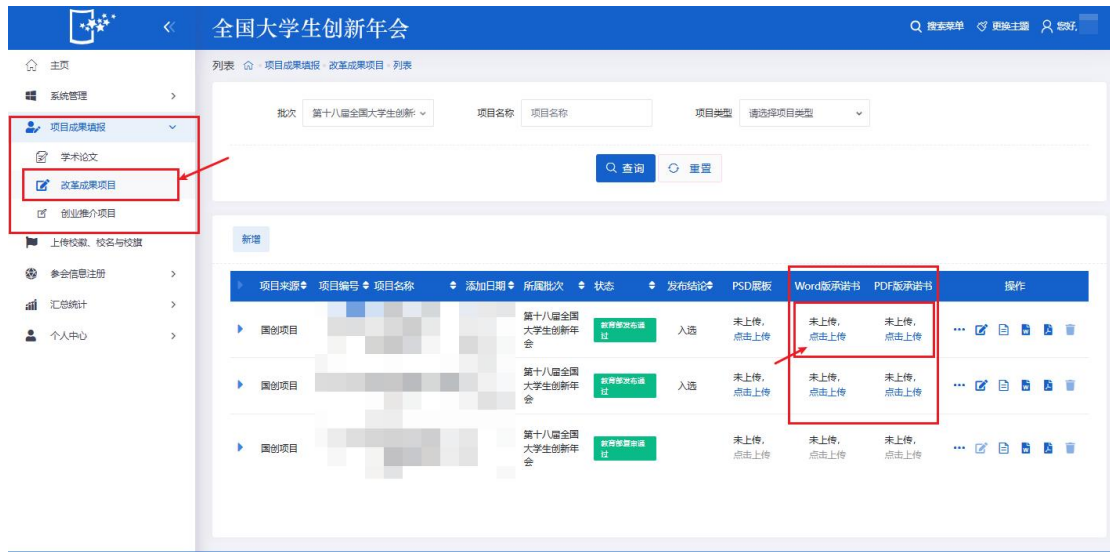 全国大学生创新年会
搜索菜单 更换主题 您好,
主页
系统管理
项目成果填报
学术论文
改革成果项目
创业推介项目
上传校徽、校名与校旗
参会信息注册
汇总统计
个人中心
列表 - 项目成果填报 - 改革成果项目 - 列表
批次 第十八届全国大学生创新 项目名称 项目名称 项目类型 请选择项目类型
查询 重置
新增
项目来源 项目编号 项目名称 添加日期 所属批次 状态 发布结论 PSD展板 Word版承诺书 PDF版承诺书 操作
国创项目
第十八届全国
大学生创新年
会
教育部发布通
过
入选
未上传,
点击上传
未上传,
点击上传
未上传,
点击上传
国创项目
第十八届全国
大学生创新年
会
教育部发布通
过
入选
未上传,
点击上传
未上传,
点击上传
未上传,
点击上传
国创项目
第十八届全国
大学生创新年
会
教育部复审通
过
未上传,
点击上传
未上传,
点击上传
未上传,
点击上传